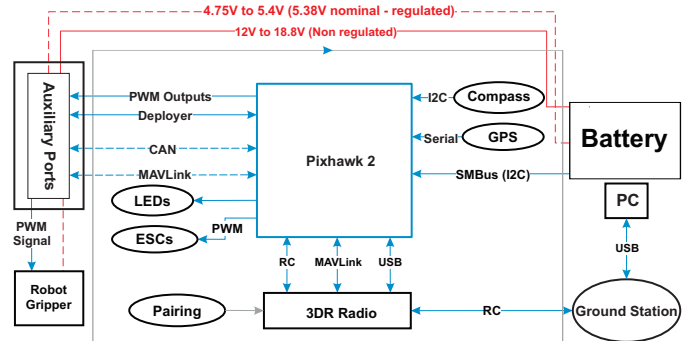 4.75V to 5.4V (5.38V nominal - regulated)
12V to 18.8V (Non regulated)
Auxiliary Ports
PWM Outputs
Deployer
CAN
MAVLink
LEDs
ESCs
PWM
Pixhawk 2
I2C
Compass
Serial
GPS
SMBus (I2C)
Battery
PC
USB
PWM
Signal
Robot
Gripper
RC
MAVLink
USB
Pairing
3DR Radio
RC
Ground Station